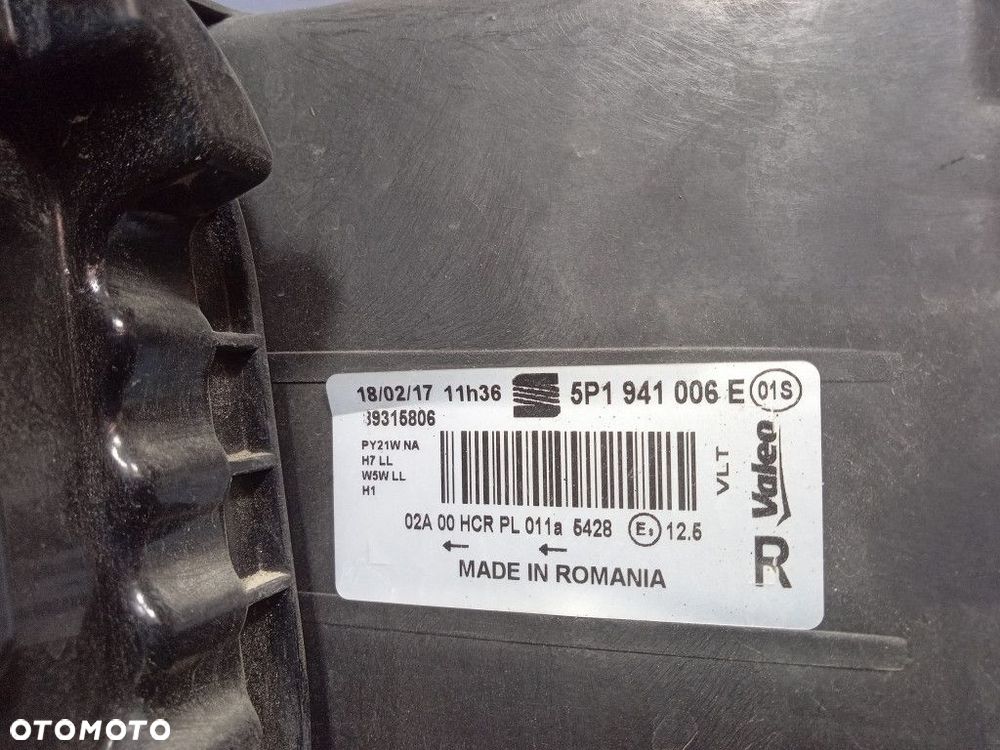 18/02/17 11h36 5P1 941 006 E 01S
89315806
PY21W NA
H7 LL
W5W LL
H1
VLT
Valeo
02A 00 HCR PL 011a 5428 E9 12.5
R
MADE IN ROMANIA
OTOMOTO